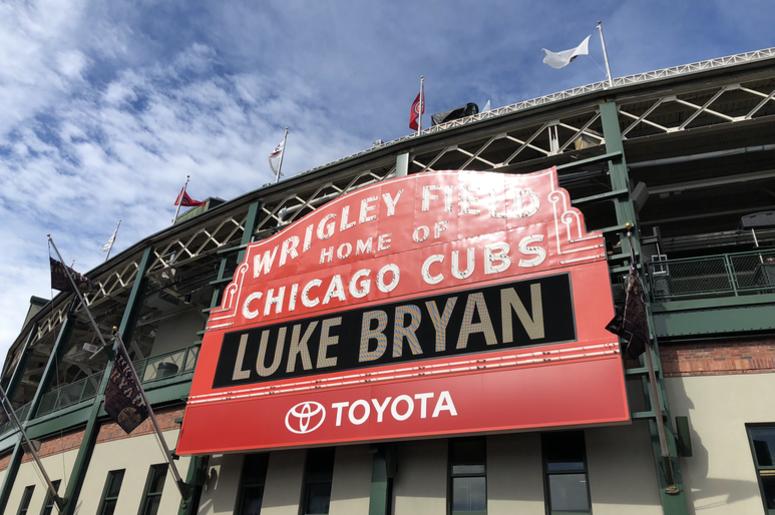 WRIGLEY FIELD
HOME OF
CHICAGO CUBS
LUKE BRYAN
TOYOTA